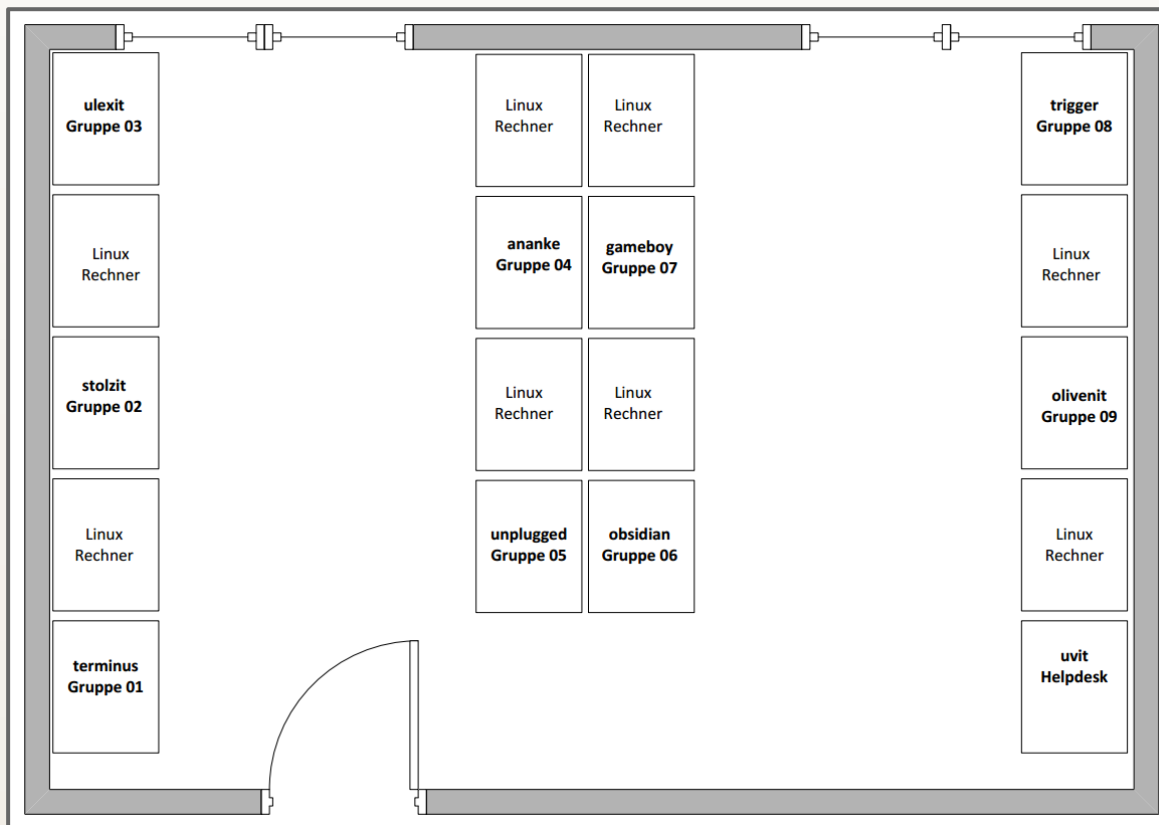 ulexit
Gruppe 03
Linux
Rechner
Linux
Rechner
trigger
Gruppe 08
Linux
Rechner
ananke
Gruppe 04
gameboy
Gruppe 07
Linux
Rechner
stolzit
Gruppe 02
Linux
Rechner
Linux
Rechner
olivenit
Gruppe 09
Linux
Rechner
unplugged
Gruppe 05
obsidian
Gruppe 06
Linux
Rechner
terminus
Gruppe 01
uvit
Helpdesk